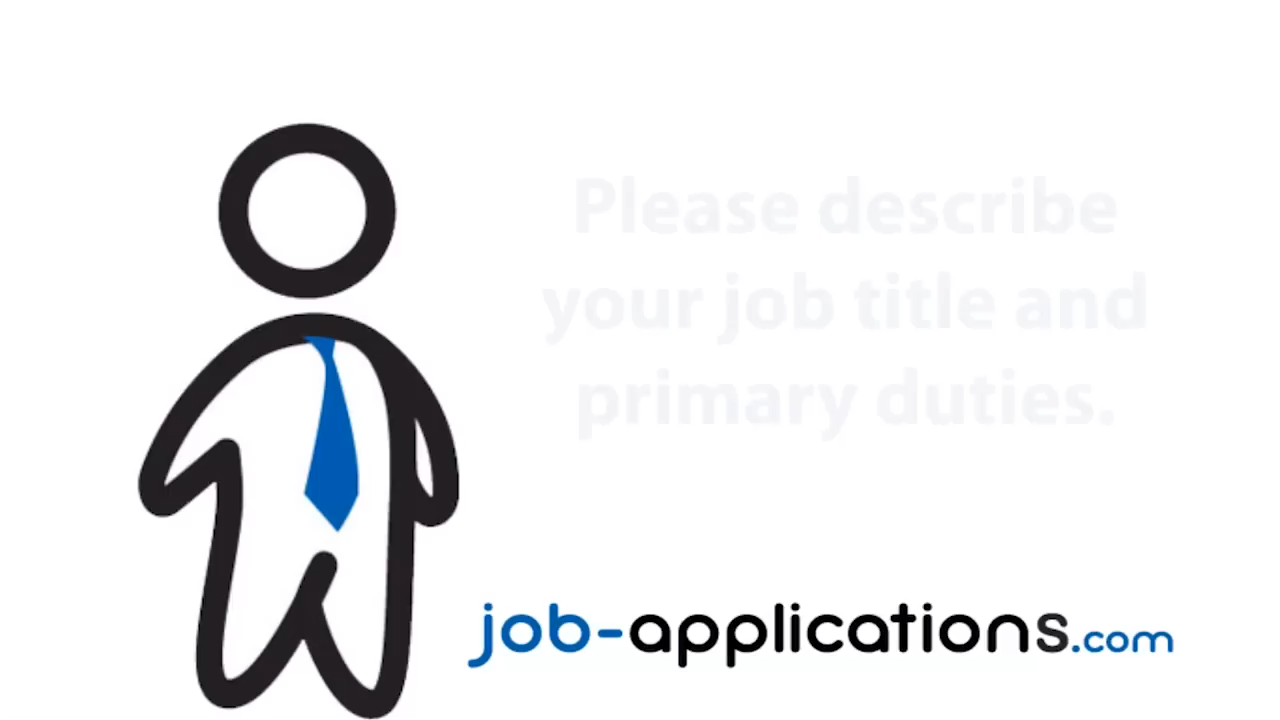 Please describe
your job title and
primary duties.
job-applications.com